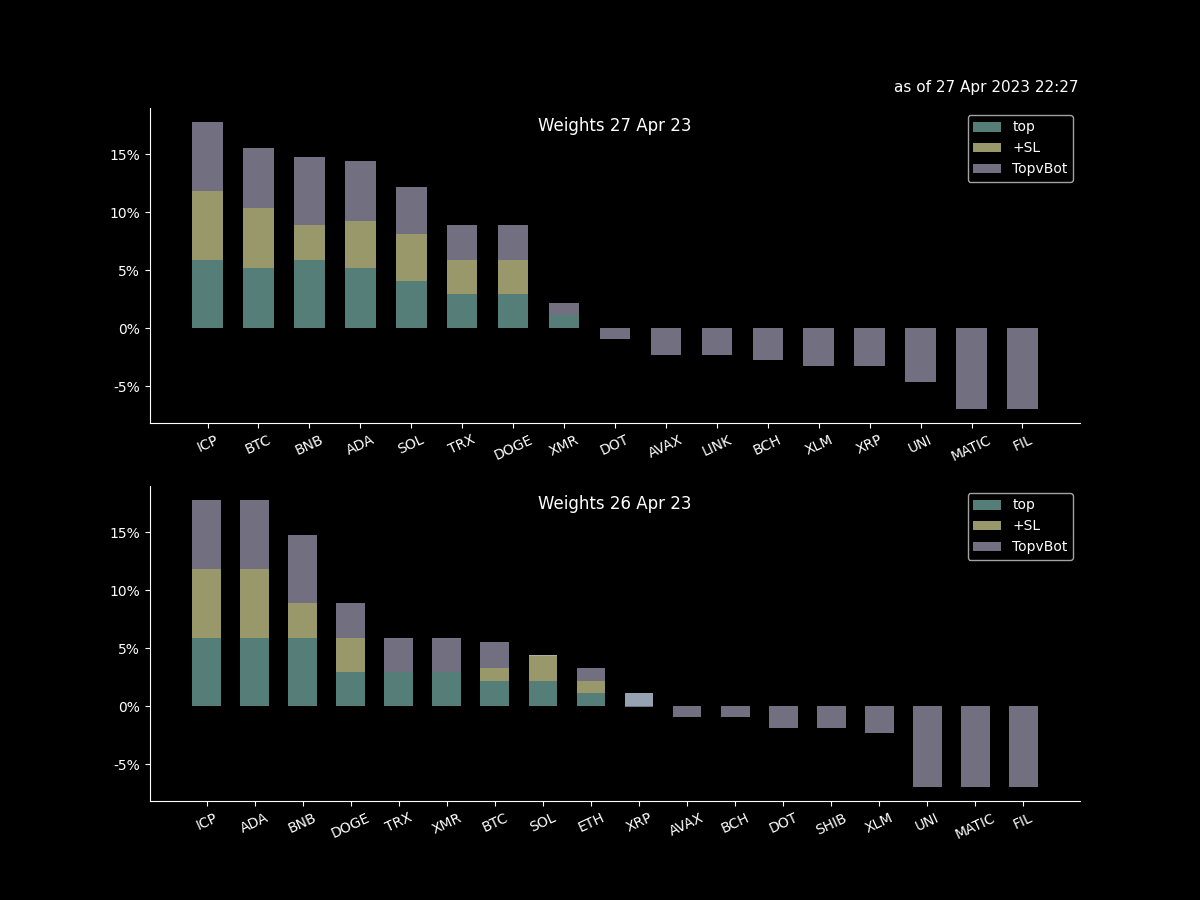 as of 27 Apr 2023 22:27
Weights 27 Apr 23
top
+SL
TopvBot
15%
10%
5%
0%
-5%
ICP BTC BNB ADA SOL TRX DOGE XMR DOT AVAX LINK BCH XLM XRP UNI MATIC FIL
Weights 26 Apr 23
top
+SL
TopvBot
15%
10%
5%
0%
-5%
ICP ADA BNB DOGE TRX XMR BTC SOL ETH XRP AVAX BCH DOT SHIB XLM UNI MATIC FIL